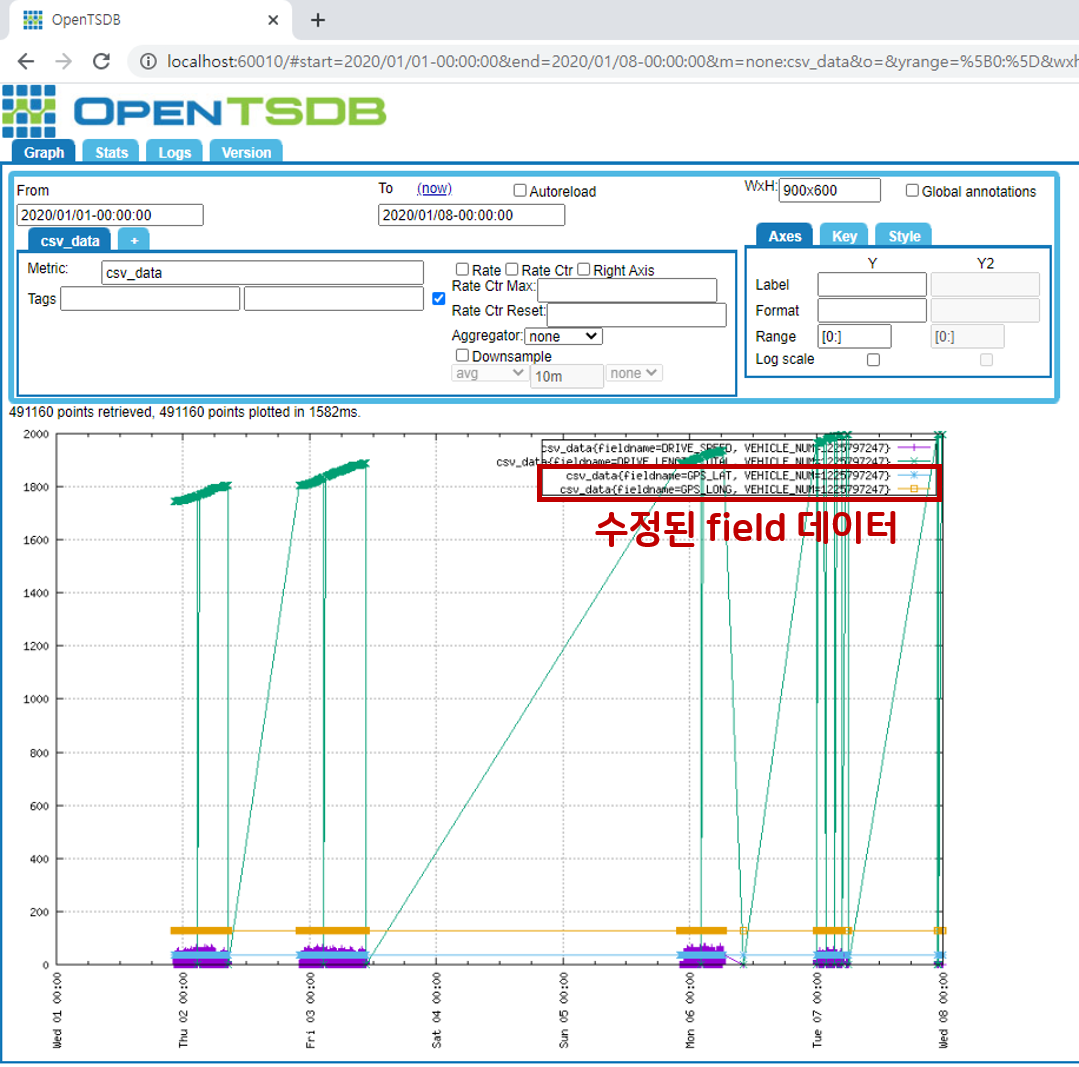 OpenTSDB
localhost:60010/#start=2020/01/01-00:00:00&end=2020/01/08-00:00:00&m=none:csv_data&o=&yrange=%5B0:%5D&wxh
OPENTSDB
Graph Stats Logs Version
From To (now) Autoreload WxH: 900x600 Global annotations
2020/01/01-00:00:00 2020/01/08-00:00:00
csv_data +
Metric: csv_data
Tags
Rate Rate Ctr Right Axis
Rate Ctr Max:
Rate Ctr Reset:
Aggregator: none
Downsample
avg 10m none
Axes Key Style
Y Y2
Label
Format
Range [0:] [0:]
Log scale
491160 points retrieved, 491160 points plotted in 1582ms.
csv_data{fieldname=DRIVE_SPEED, VEHICLE_NUM=1225797247}
csv_data{fieldname=DRIVE_LENGTH_TOTAL, VEHICLE_NUM=1225797247}
csv_data{fieldname=GPS_LAT, VEHICLE_NUM=1225797247}
csv_data{fieldname=GPS_LONG, VEHICLE_NUM=1225797247}
수정된 field 데이터
2000
1800
1600
1400
1200
1000
800
600
400
200
0
Wed 01 00:00
Thu 02 00:00
Fri 03 00:00
Sat 04 00:00
Sun 05 00:00
Mon 06 00:00
Tue 07 00:00
Wed 08 00:00